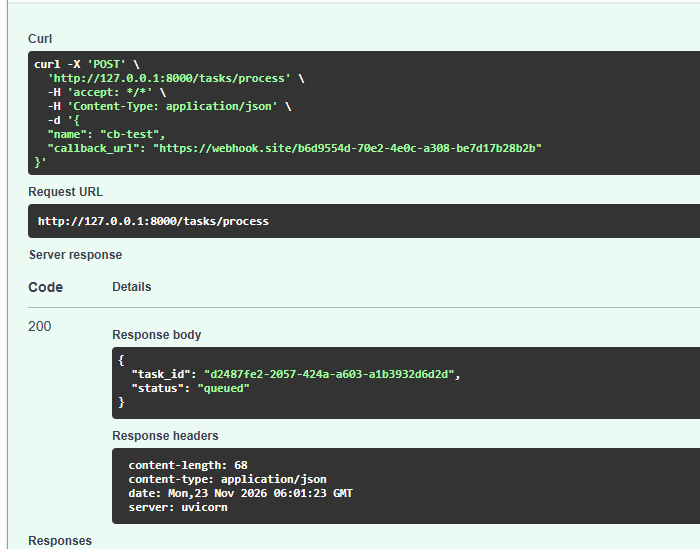 Curl
curl -X 'POST' \
  'http://127.0.0.1:8000/tasks/process' \
  -H 'accept: */*' \
  -H 'Content-Type: application/json' \
  -d '{
  "name": "cb-test",
  "callback_url": "https://webhook.site/b6d9554d-70e2-4e0c-a308-be7d17b28b2b"
}'
Request URL
http://127.0.0.1:8000/tasks/process
Server response
Code Details
200
Response body
{
  "task_id": "d2487fe2-2057-424a-a603-a1b3932d6d2d",
  "status": "queued"
}
Response headers
content-length: 68
content-type: application/json
date: Mon,23 Nov 2026 06:01:23 GMT
server: uvicorn
Responses